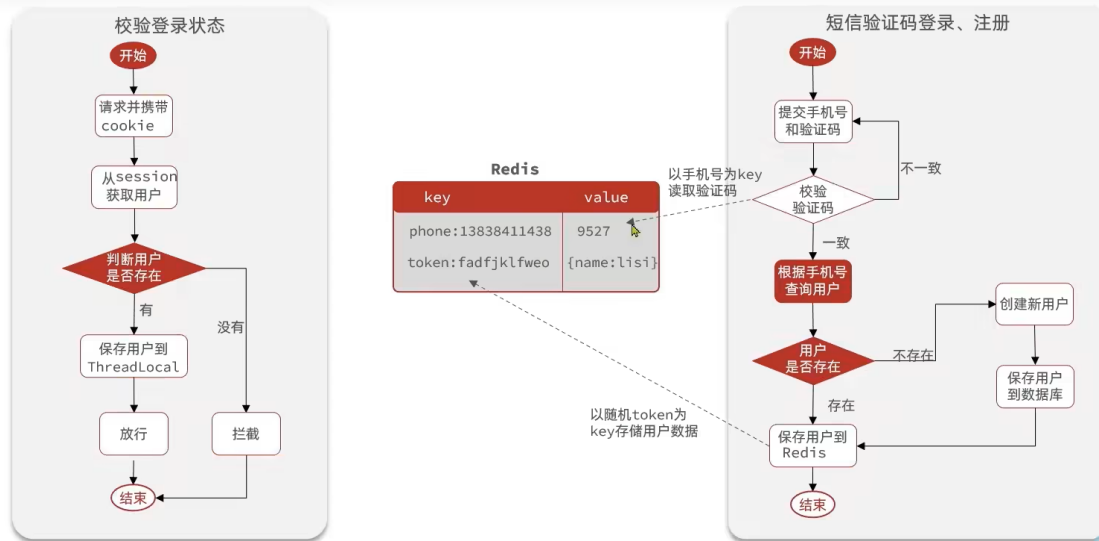 校验登录状态
开始
请求并携带
cookie
从session
获取用户
判断用户
是否存在
有
没有
保存用户到
ThreadLocal
放行
拦截
结束
Redis
key value
phone:13838411438 9527
token:fadfjklfweo {name:lisi}
以手机号为key
读取验证码
以随机token为
key存储用户数据
短信验证码登录、注册
开始
提交手机号
和验证码
不一致
校验
验证码
一致
根据手机号
查询用户
用户
是否存在
不存在
创建新用户
保存用户
到数据库
存在
保存用户到
Redis
结束